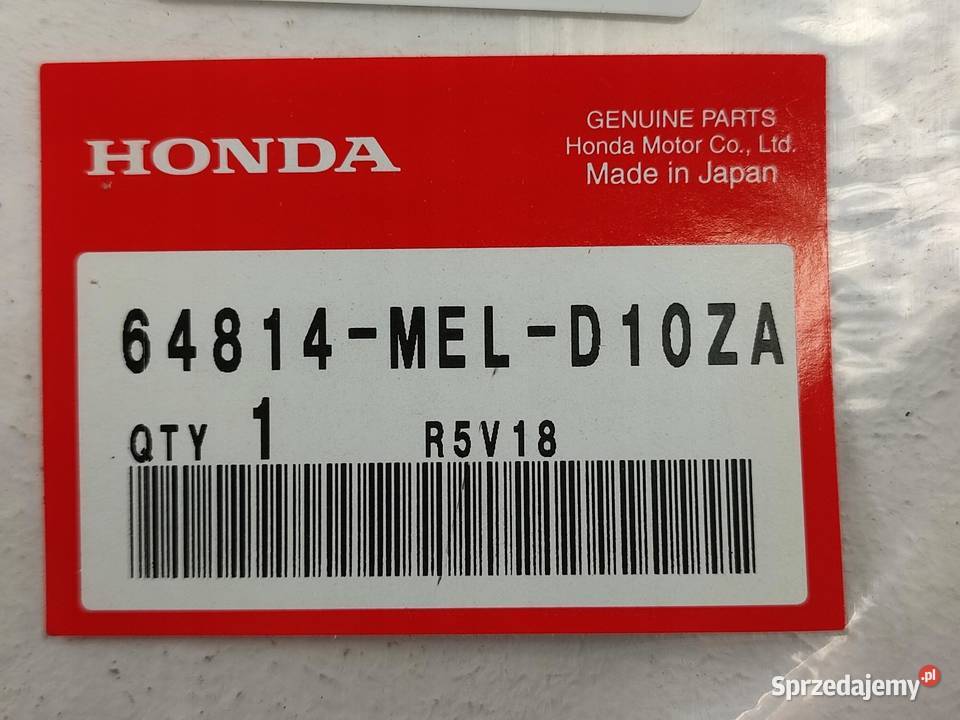 HONDA
GENUINE PARTS
Honda Motor Co., Ltd.
Made in Japan
64814-MEL-D10ZA
QTY 1 R5V18
Sprzedajemy.pl